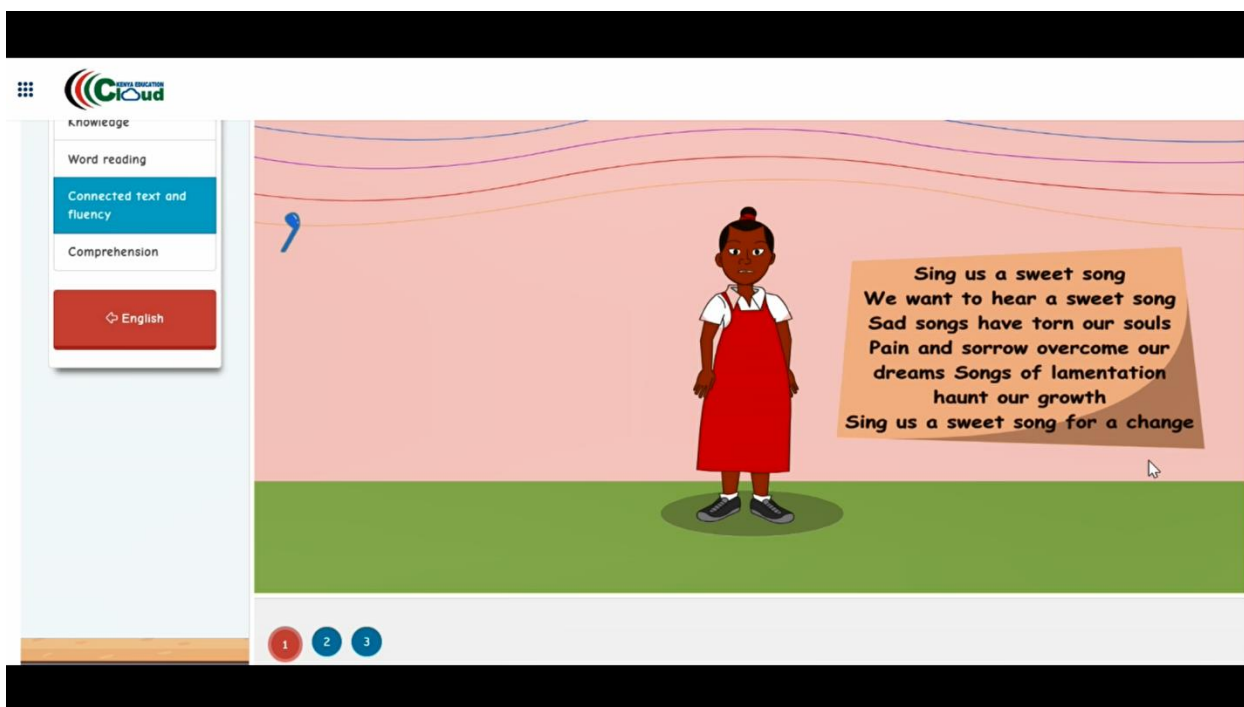 KENYA EDUCATION
Cloud
Knowledge
Word reading
Connected text and
fluency
Comprehension
English
Sing us a sweet song
We want to hear a sweet song
Sad songs have torn our souls
Pain and sorrow overcome our
dreams Songs of lamentation
haunt our growth
Sing us a sweet song for a change
1
2
3